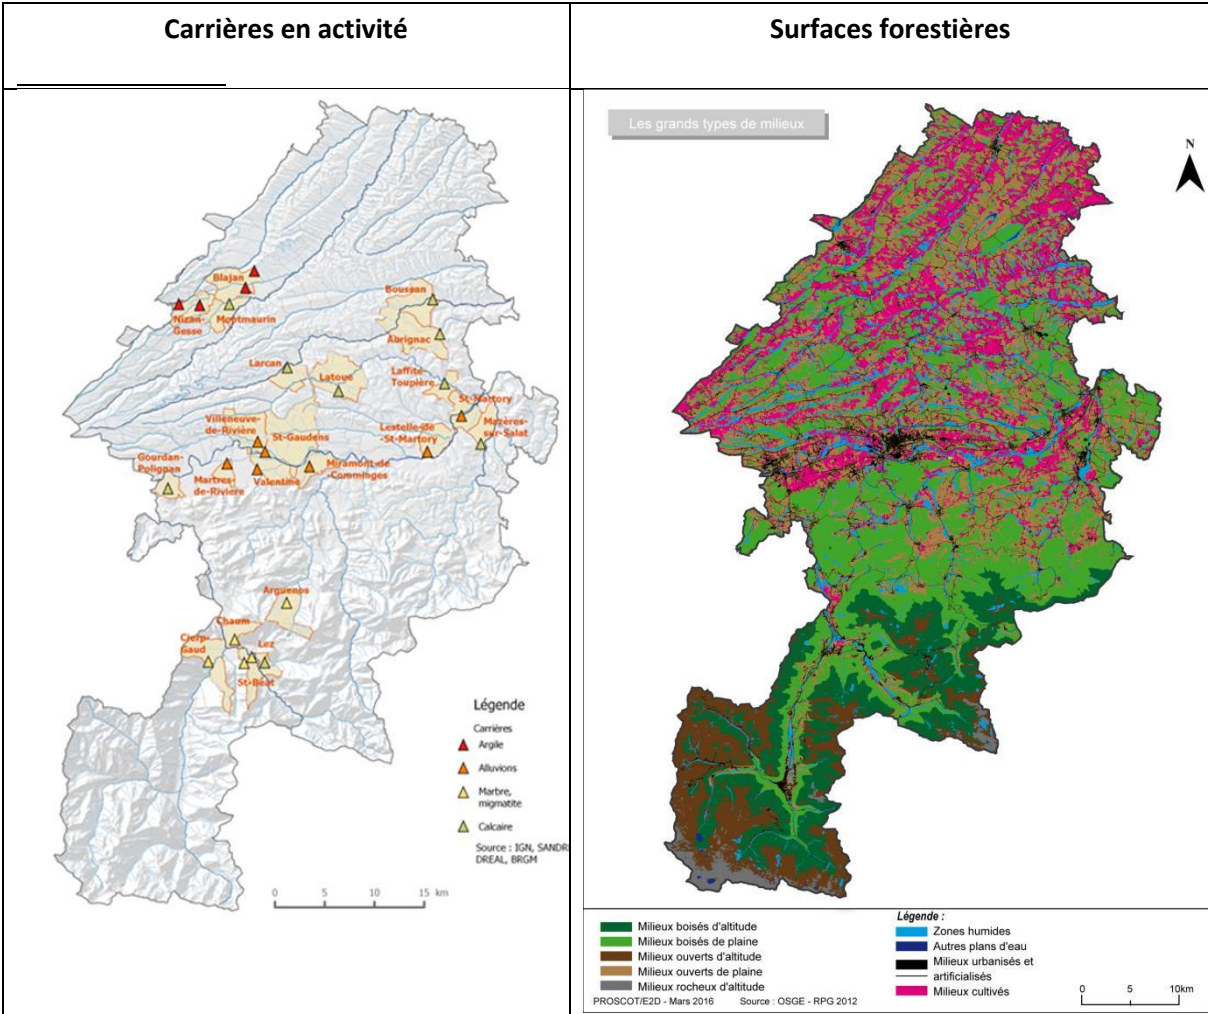 Carrières en activité
Surfaces forestières
Blajan
Nizan-
Gesse
Montmaurin
Boussan
Aurignac
Larcan
Latoue
Laffite-
Toupière
St-Martory
Mazères-
sur-Salat
Villeneuve-
de-Rivière
St-Gaudens
Lestelle-de
-St-Martory
Gourdan-
Polignan
Martres-
de-Rivière
Valentine
Miramont-de
-Comminges
Arguenos
Chaum
Cierp-
Gaud
Lez
St-Béat
Légende
Carrières
Argile
Alluvions
Marbre,
migmatite
Calcaire
Source : IGN, SANDRE
DREAL, BRGM
0 5 10 15 km
Les grands types de milieux
N
Milieux boisés d'altitude
Milieux boisés de plaine
Milieux ouverts d'altitude
Milieux ouverts de plaine
Milieux rocheux d'altitude
PROSCOT/E2D - Mars 2016 Source : OSGE - RPG 2012
Légende :
Zones humides
Autres plans d'eau
Milieux urbanisés et
artificialisés
Milieux cultivés
0 5 10km